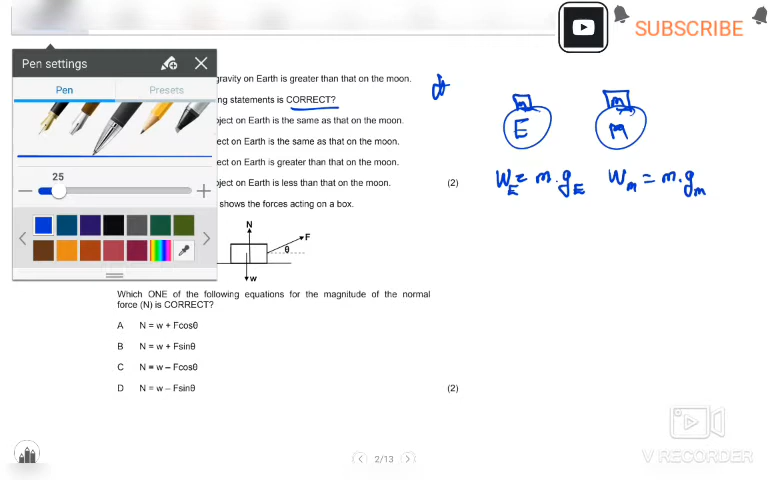 SUBSCRIBE
Pen settings
Pen
Presets
25
gravity on Earth is greater than that on the moon.
ng statements is CORRECT?
ject on Earth is the same as that on the moon.
ect on Earth is the same as that on the moon.
ect on Earth is greater than that on the moon.
ject on Earth is less than that on the moon. (2)
shows the forces acting on a box.
m
E
m
M
W_E = m.g_E W_m = m.g_m
N
F
θ
w
Which ONE of the following equations for the magnitude of the normal
force (N) is CORRECT?
A N = w + Fcosθ
B N = w + Fsinθ
C N = w – Fcosθ
D N = w – Fsinθ (2)
2/13
V RECORDER